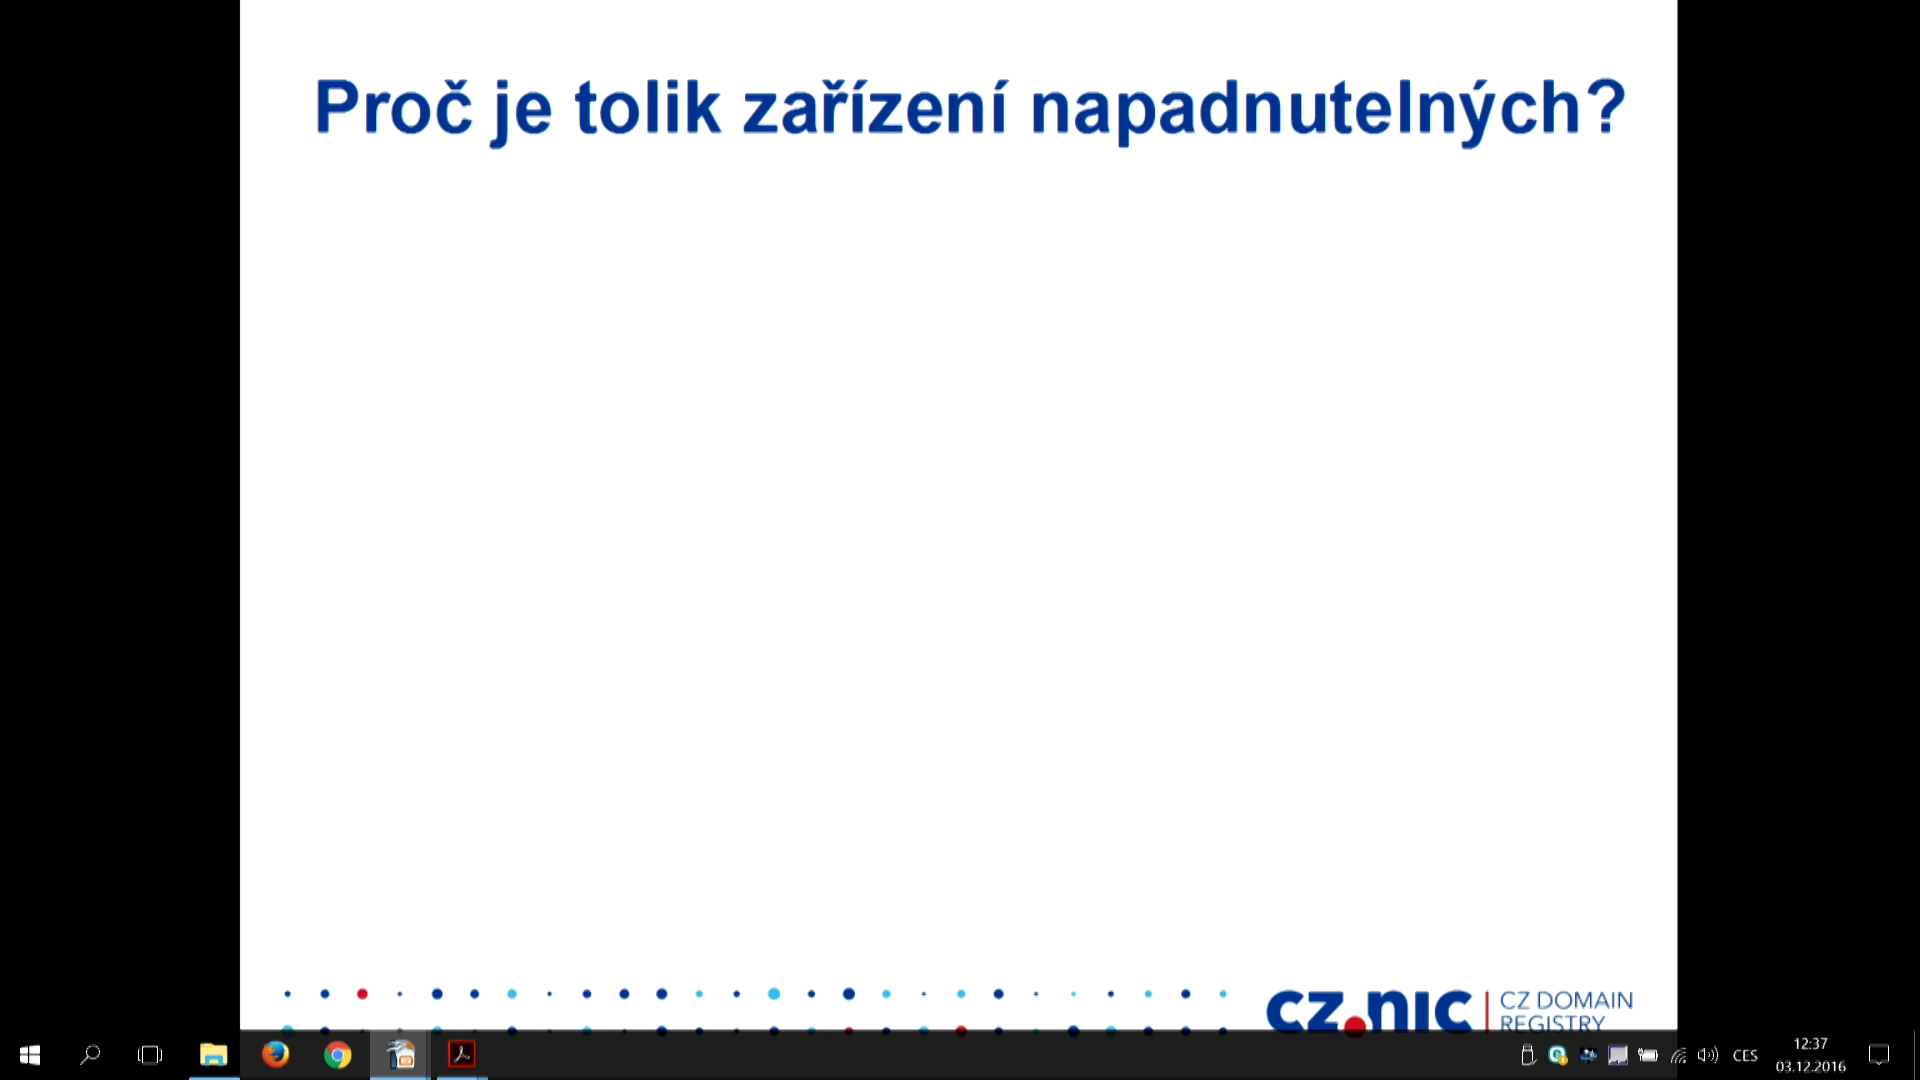 Proč je tolik zařízení napadnutelných?
cz.nic
CZ DOMAIN
REGISTRY
CES
12:37
03.12.2016